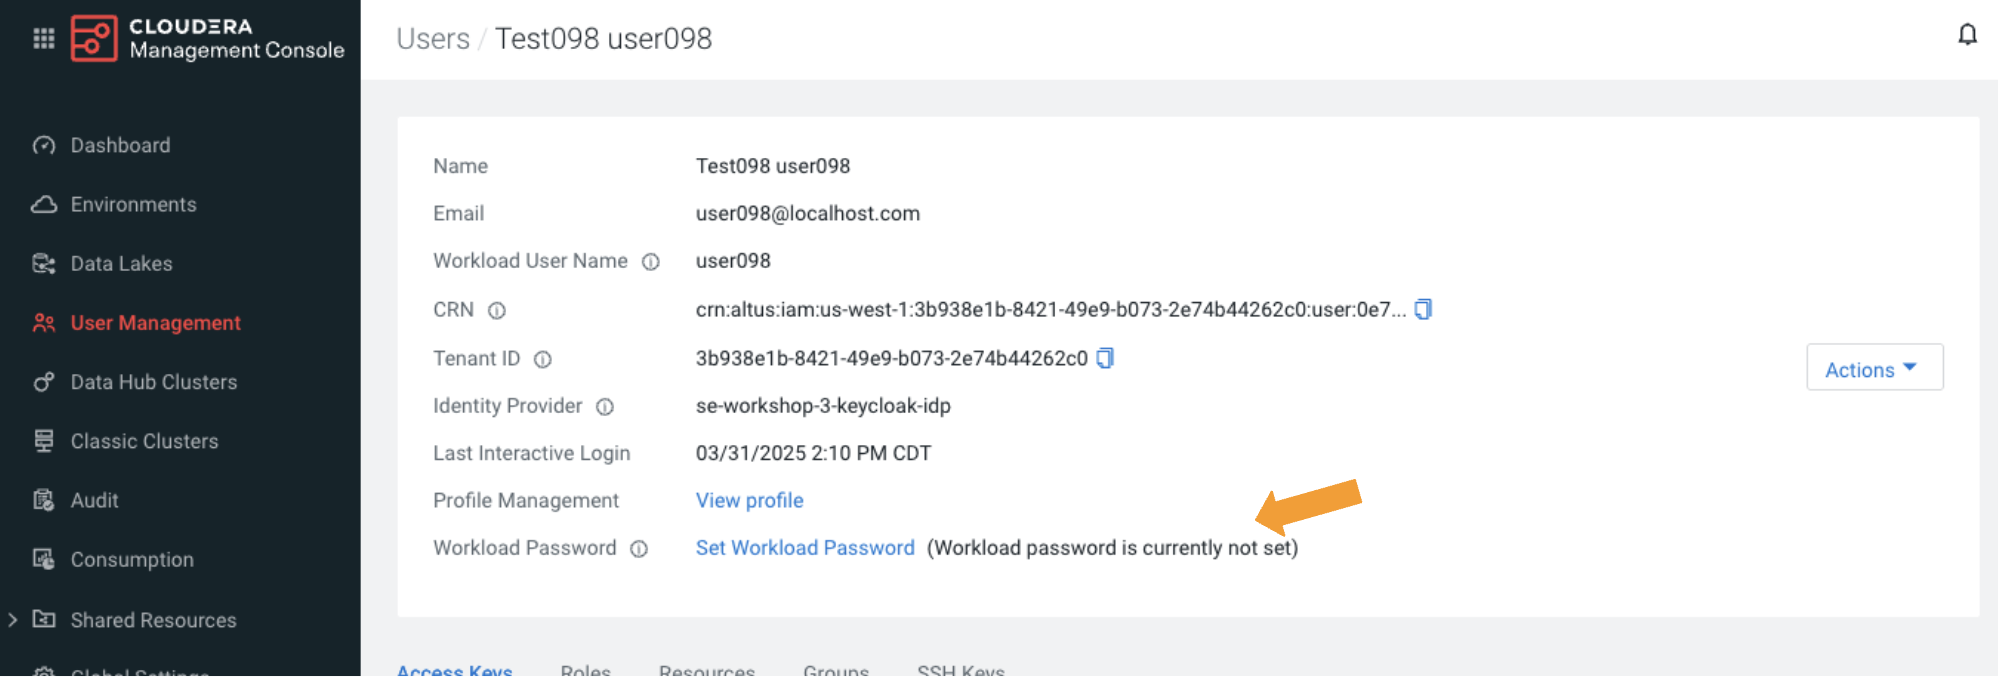 CLOUDERA
Management Console
Users / Test098 user098
Dashboard
Environments
Data Lakes
User Management
Data Hub Clusters
Classic Clusters
Audit
Consumption
Shared Resources
Global Settings
Name Test098 user098
Email user098@localhost.com
Workload User Name user098
CRN crn:altus:iam:us-west-1:3b938e1b-8421-49e9-b073-2e74b44262c0:user:0e7...
Tenant ID 3b938e1b-8421-49e9-b073-2e74b44262c0
Identity Provider se-workshop-3-keycloak-idp
Last Interactive Login 03/31/2025 2:10 PM CDT
Profile Management View profile
Workload Password Set Workload Password (Workload password is currently not set)
Actions
Access Keys Roles Resources Groups SSH Keys